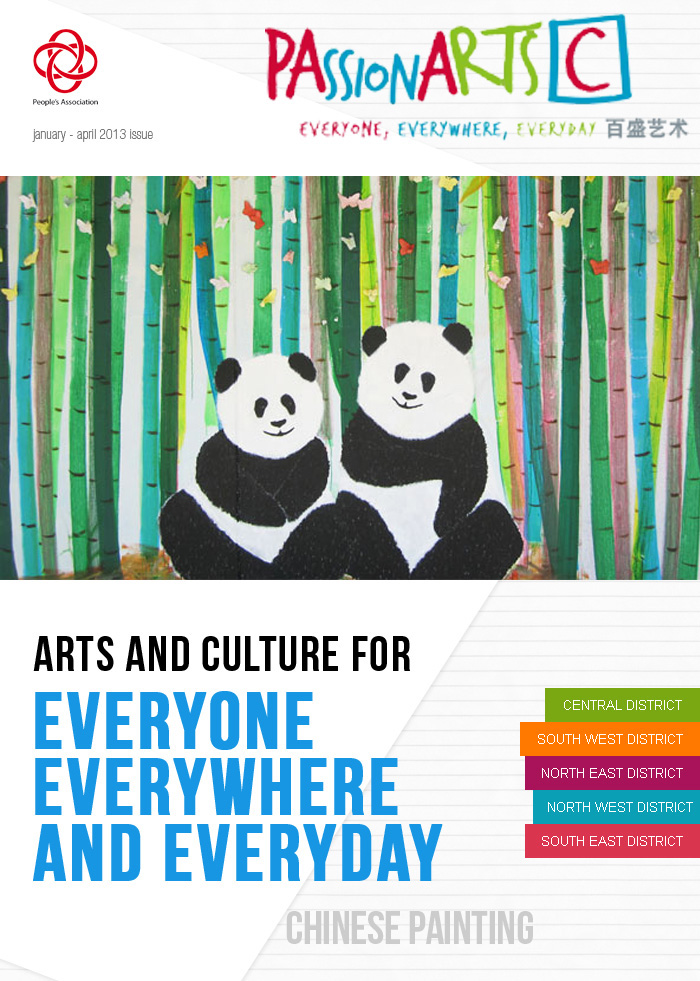 PASSIONARTS C
EVERYONE, EVERYWHERE, EVERYDAY 百盛艺术
People's Association
january - april 2013 issue
ARTS AND CULTURE FOR
EVERYONE
EVERYWHERE
AND EVERYDAY
CENTRAL DISTRICT
SOUTH WEST DISTRICT
NORTH EAST DISTRICT
NORTH WEST DISTRICT
SOUTH EAST DISTRICT
CHINESE PAINTING